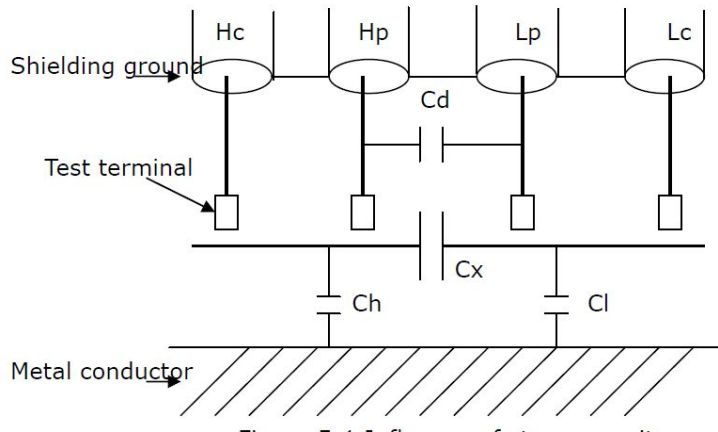 Hc Hp Lp Lc
Shielding ground
Cd
Test terminal
Cx
Ch Cl
Metal conductor